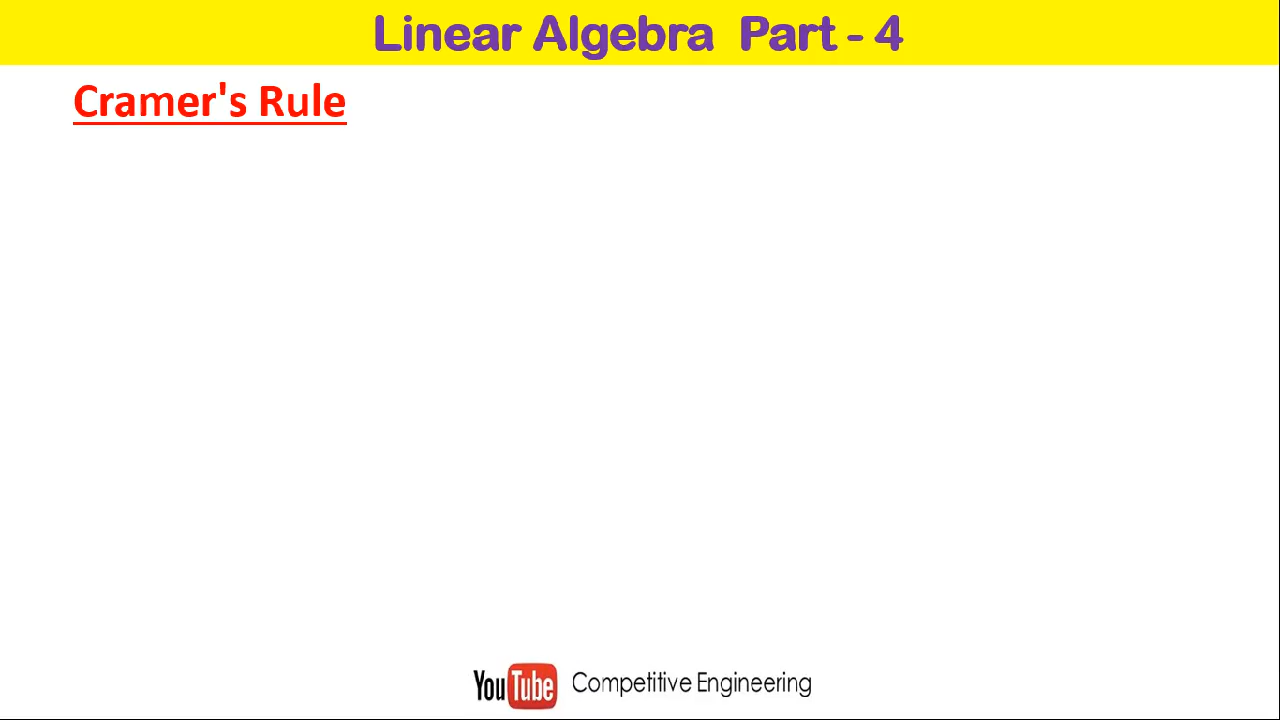 Linear Algebra Part - 4
Cramer's Rule
YouTube Competitive Engineering